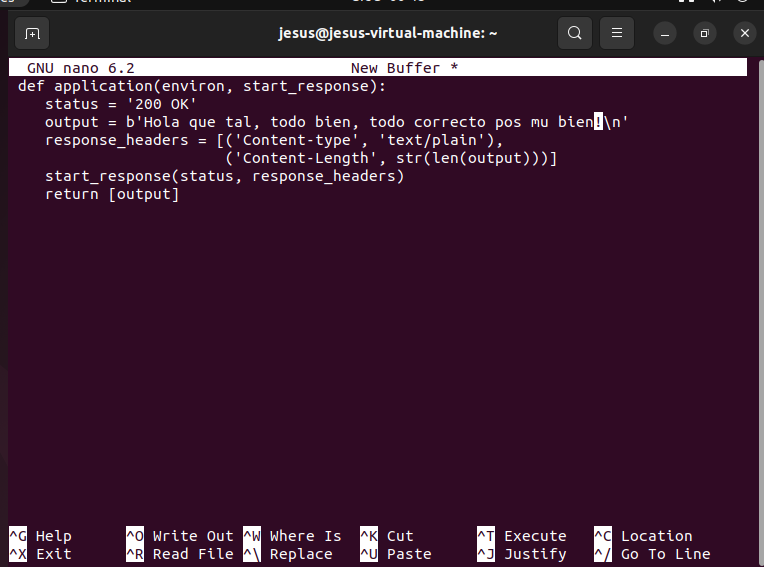 Terminal
jesus@jesus-virtual-machine: ~
GNU nano 6.2 New Buffer *
def application(environ, start_response):
   status = '200 OK'
   output = b'Hola que tal, todo bien, todo correcto pos mu bien!\n'
   response_headers = [('Content-type', 'text/plain'),
                       ('Content-Length', str(len(output)))]
   start_response(status, response_headers)
   return [output]
^G Help ^O Write Out ^W Where Is ^K Cut ^T Execute ^C Location
^X Exit ^R Read File ^\ Replace ^U Paste ^J Justify ^/ Go To Line